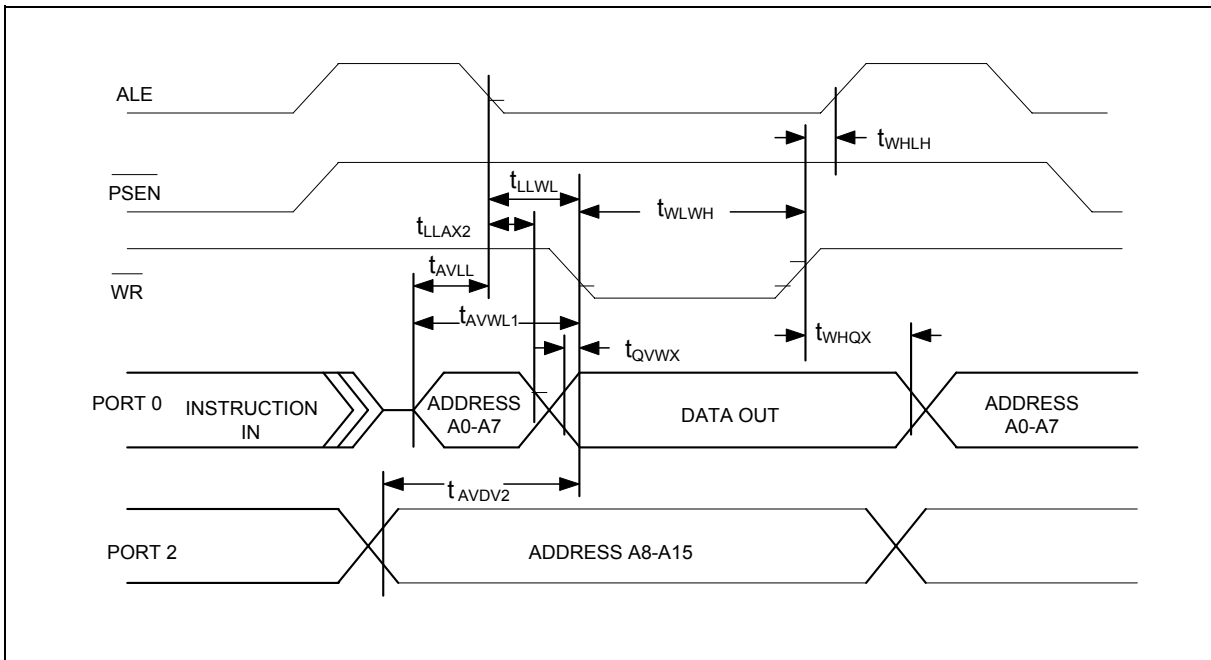 ALE
tWHLH
PSEN
tLLWL
tWLWH
tLLAX2
tAVLL
WR
tAVWL1
tWHQX
tQVWX
PORT 0
INSTRUCTION
IN
ADDRESS
A0-A7
DATA OUT
ADDRESS
A0-A7
tAVDV2
PORT 2
ADDRESS A8-A15